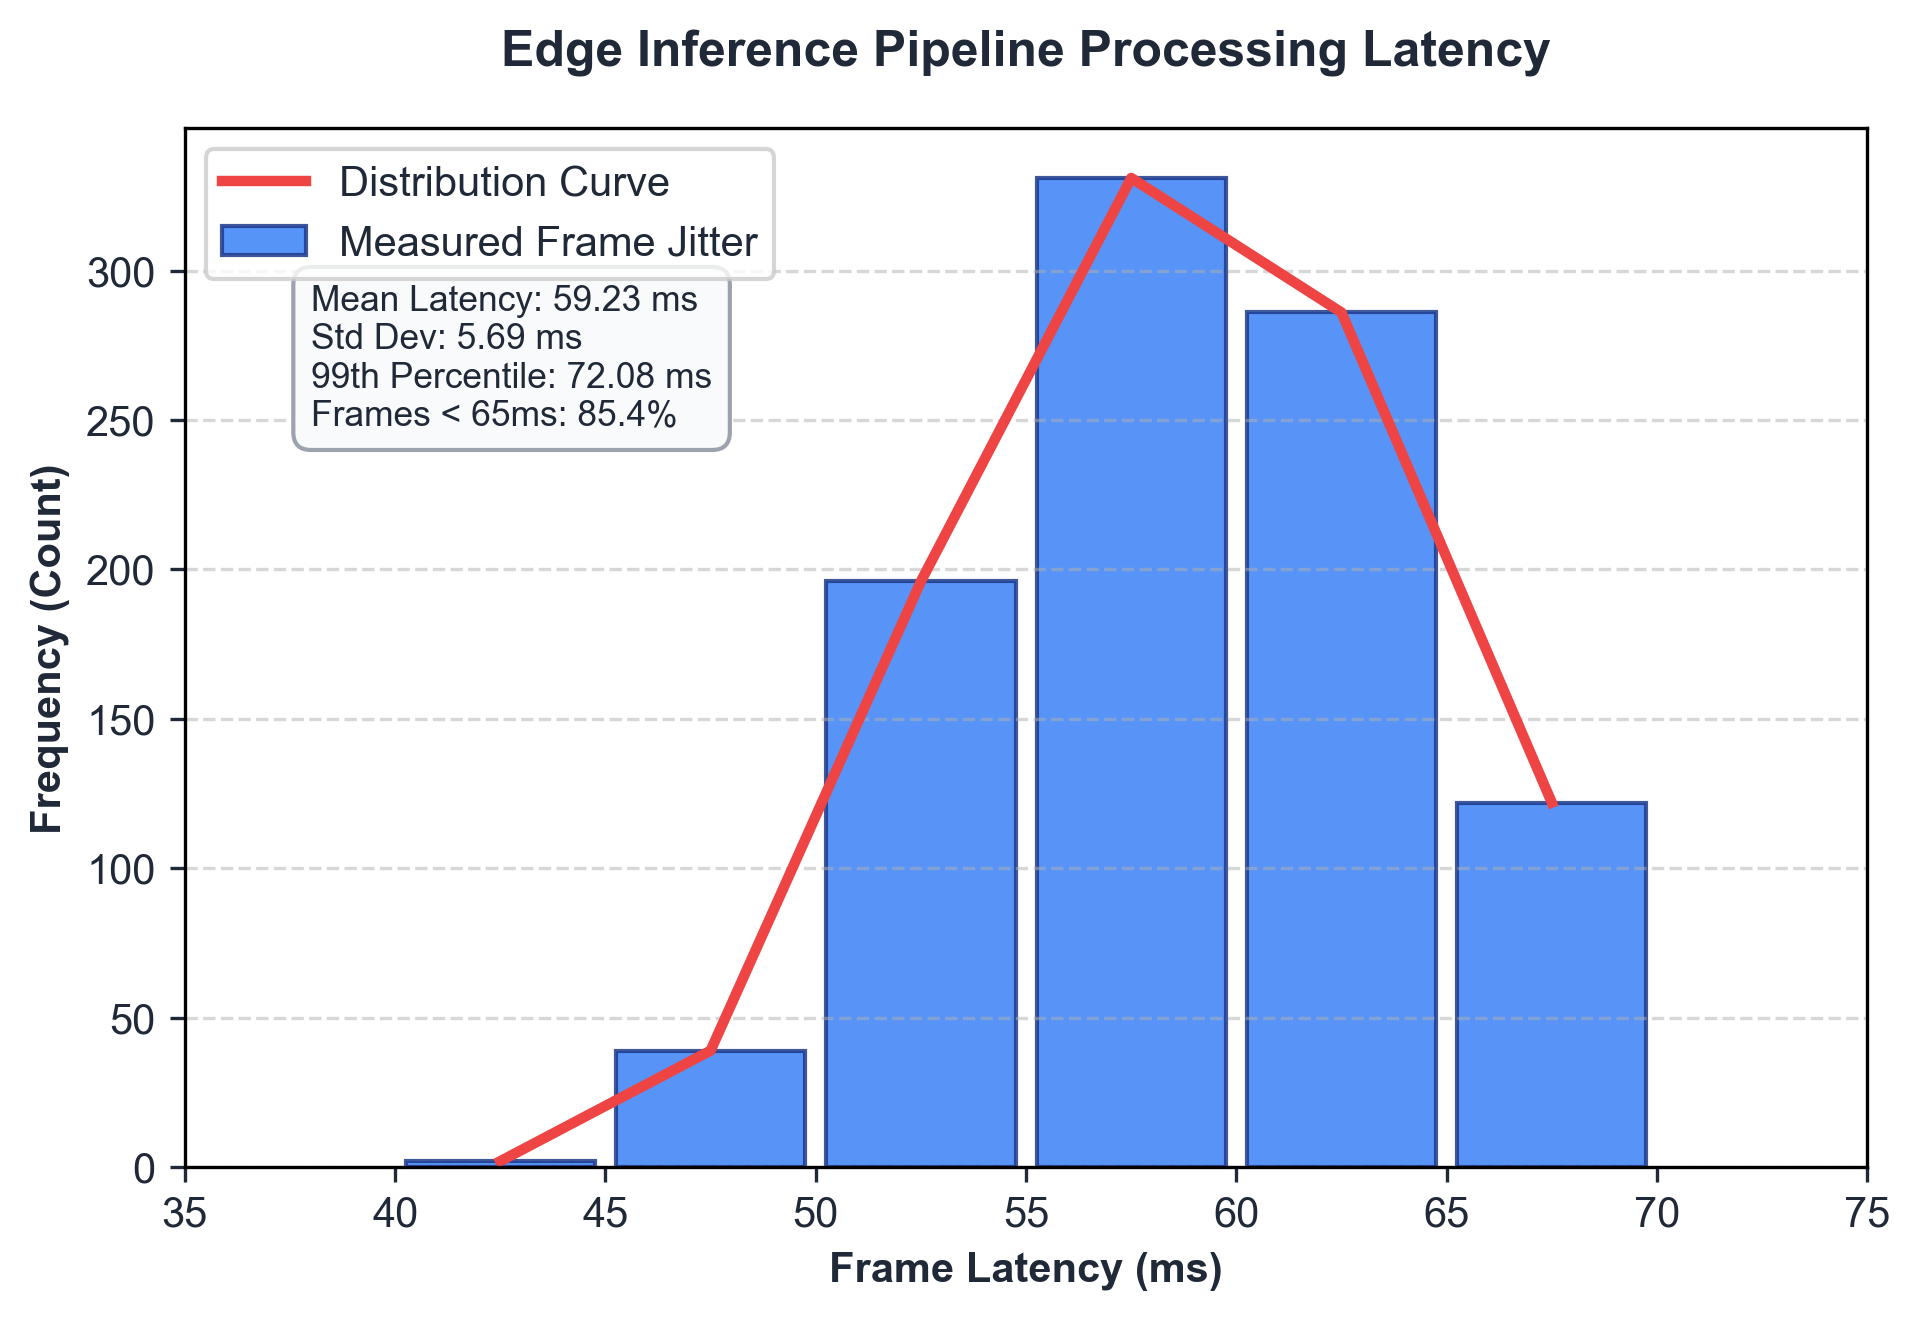 Edge Inference Pipeline Processing Latency
Distribution Curve
Measured Frame Jitter
Mean Latency: 59.23 ms
Std Dev: 5.69 ms
99th Percentile: 72.08 ms
Frames < 65ms: 85.4%
Frequency (Count)
300
250
200
150
100
50
0
35 40 45 50 55 60 65 70 75
Frame Latency (ms)